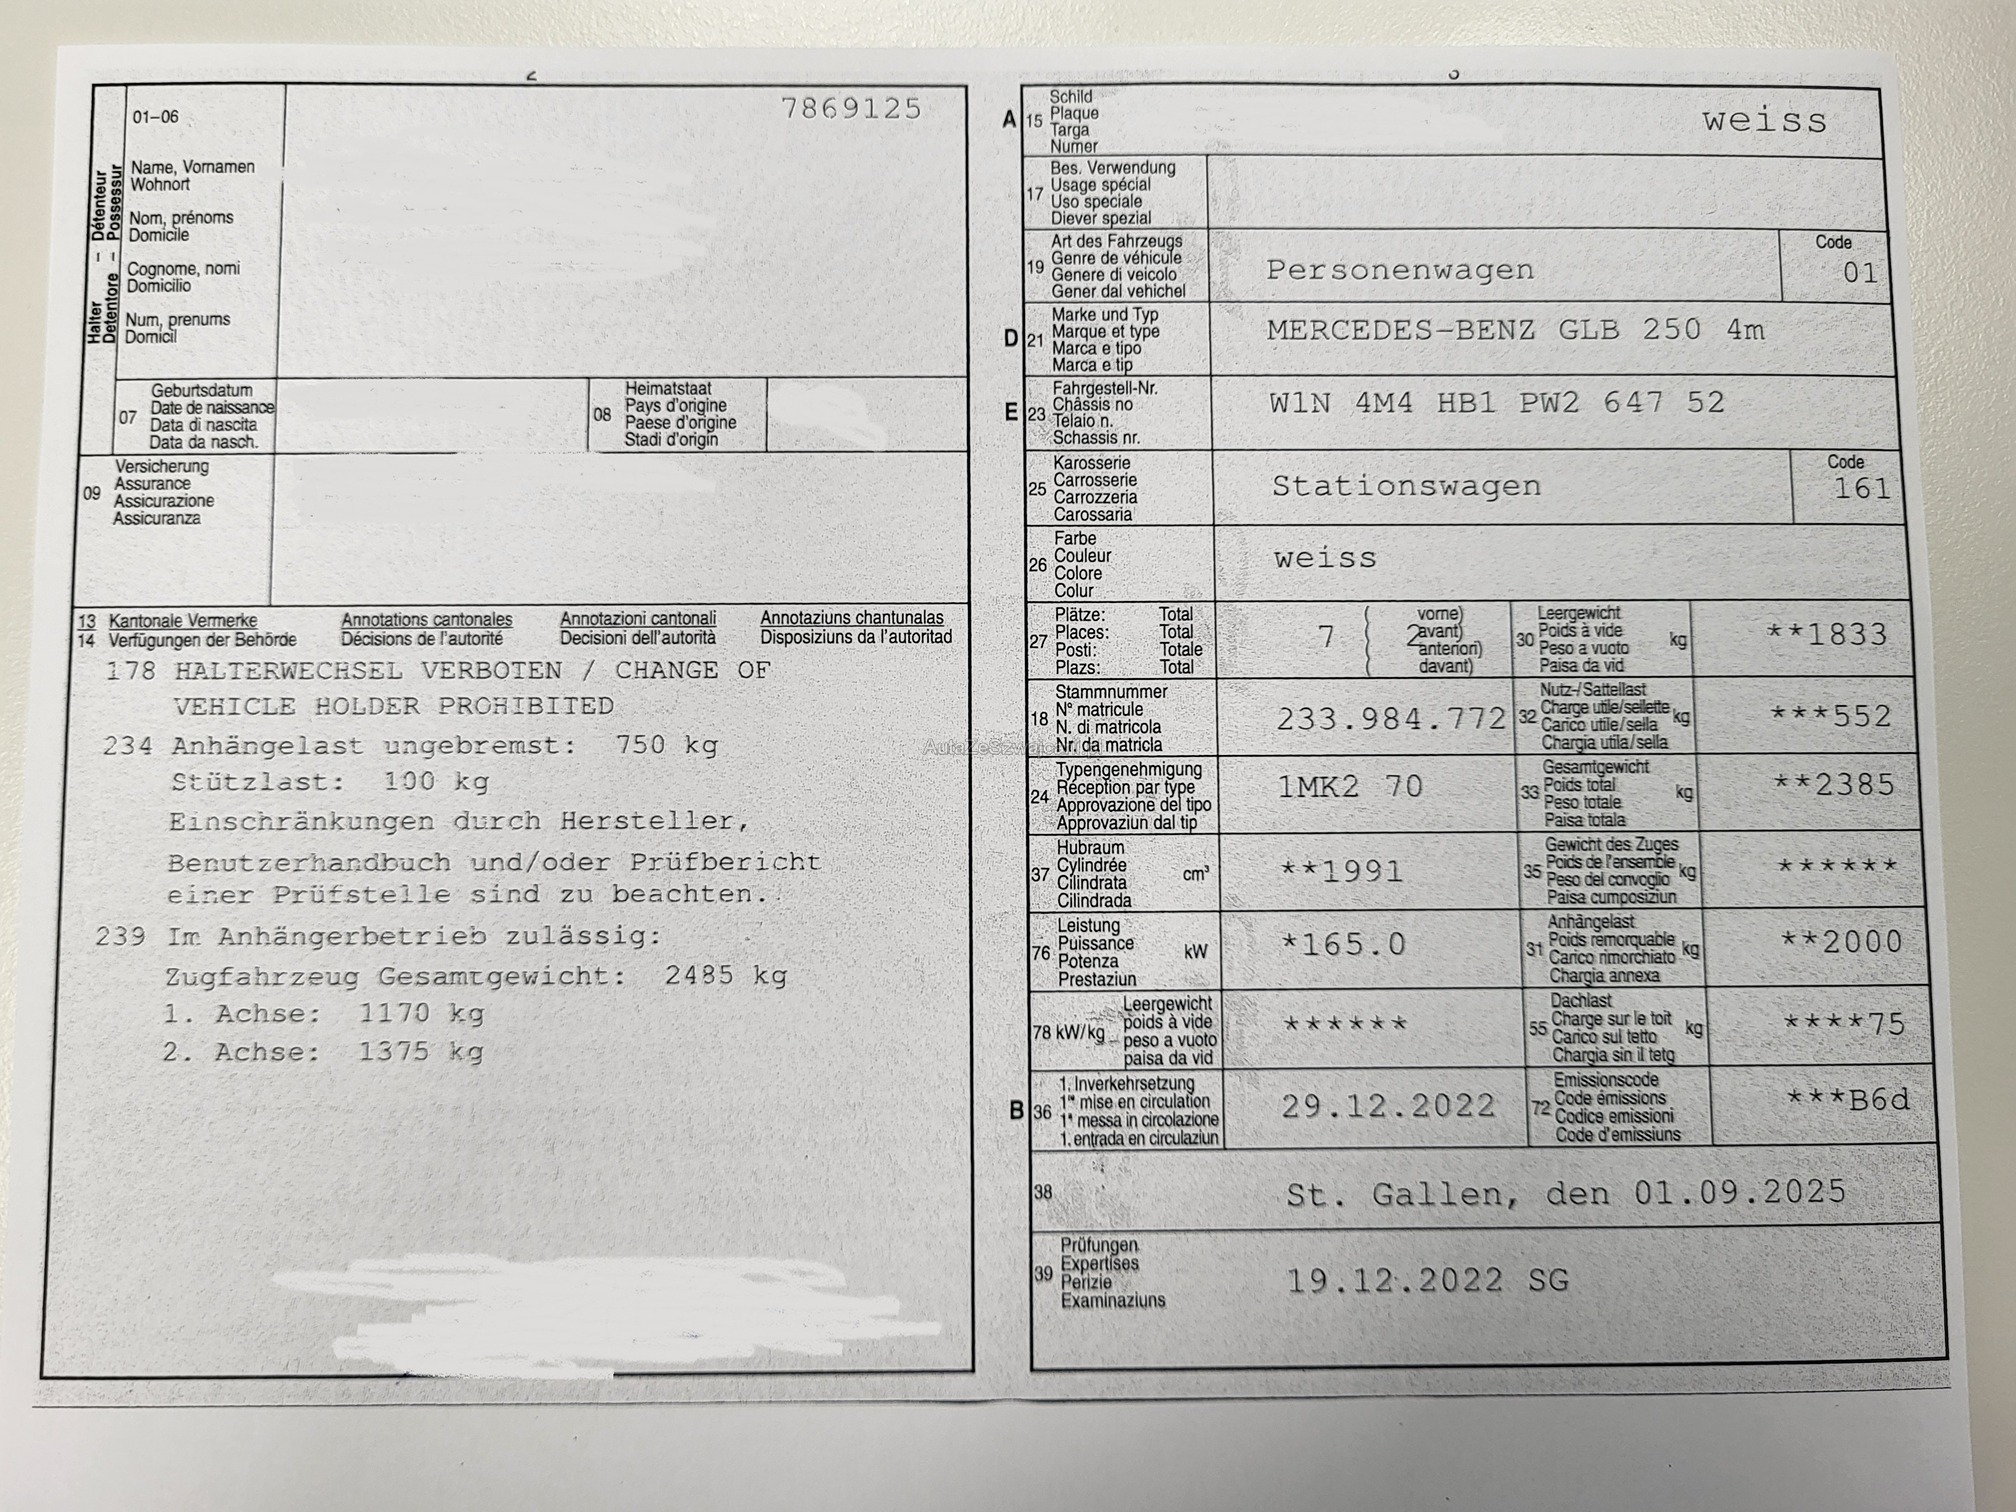 2
7869125
01–06
Name, Vornamen
Wohnort
Nom, prénoms
Domicile
Cognome, nomi
Domicilio
Num, prenums
Domicil
Halter – Détenteur
Detentore – Possessur
07 Geburtsdatum
Date de naissance
Data di nascita
Data da nasch.
08 Heimatstaat
Pays d'origine
Paese d'origine
Stadi d'origin
09 Versicherung
Assurance
Assicurazione
Assicuranza
13 Kantonale Vermerke Annotations cantonales Annotazioni cantonali Annotaziuns chantunalas
14 Verfügungen der Behörde Décisions de l'autorité Decisioni dell'autorità Disposiziuns da l'autoritad
178 HALTERWECHSEL VERBOTEN / CHANGE OF
VEHICLE HOLDER PROHIBITED
234 Anhängelast ungebremst: 750 kg
Stützlast: 100 kg
Einschränkungen durch Hersteller,
Benutzerhandbuch und/oder Prüfbericht
einer Prüfstelle sind zu beachten.
239 Im Anhängerbetrieb zulässig:
Zugfahrzeug Gesamtgewicht: 2485 kg
1. Achse: 1170 kg
2. Achse: 1375 kg
A 15 Schild
Plaque
Targa
Numer
weiss
17 Bes. Verwendung
Usage spécial
Uso speciale
Diever spezial
19 Art des Fahrzeugs
Genre de véhicule
Genere di veicolo
Gener dal vehichel
Personenwagen
Code
01
D 21 Marke und Typ
Marque et type
Marca e tipo
Marca e tip
MERCEDES-BENZ GLB 250 4m
E 23 Fahrgestell-Nr.
Châssis no
Telaio n.
Schassis nr.
W1N 4M4 HB1 PW2 647 52
25 Karosserie
Carrosserie
Carrozzeria
Carossaria
Stationswagen
Code
161
26 Farbe
Couleur
Colore
Colur
weiss
27 Plätze: Total
Places: Total
Posti: Totale
Plazs: Total
7
( vorne)
2 avant)
anteriori)
( davant)
30 Leergewicht
Poids à vide
Peso a vuoto
Paisa da vid
kg
**1833
18 Stammnummer
N° matricule
N. di matricola
Nr. da matricla
233.984.772
32 Nutz-/Sattellast
Charge utile/sellette
Carico utile/sella
Chargia utila/sella
kg
***552
24 Typengenehmigung
Réception par type
Approvazione del tipo
Approvaziun dal tip
1MK2 70
33 Gesamtgewicht
Poids total
Peso totale
Paisa totala
kg
**2385
37 Hubraum
Cylindrée
Cilindrata
Cilindrada
cm³
**1991
35 Gewicht des Zuges
Poids de l'ensemble
Peso del convoglio
Paisa cumposiziun
kg
******
76 Leistung
Puissance
Potenza
Prestaziun
kW
*165.0
31 Anhängelast
Poids remorquable
Carico rimorchiato
Chargia annexa
kg
**2000
78 kW/kg Leergewicht
poids à vide
peso a vuoto
paisa da vid
******
55 Dachlast
Charge sur le toit
Carico sul tetto
Chargia sin il tetg
kg
****75
B 36 1. Inverkehrsetzung
1re mise en circulation
1a messa in circolazione
1. entrada en circulaziun
29.12.2022
72 Emissionscode
Code émissions
Codice emissioni
Code d'emissiuns
***B6d
38
St. Gallen, den 01.09.2025
39 Prüfungen
Expertises
Perizie
Examinaziuns
19.12.2022 SG